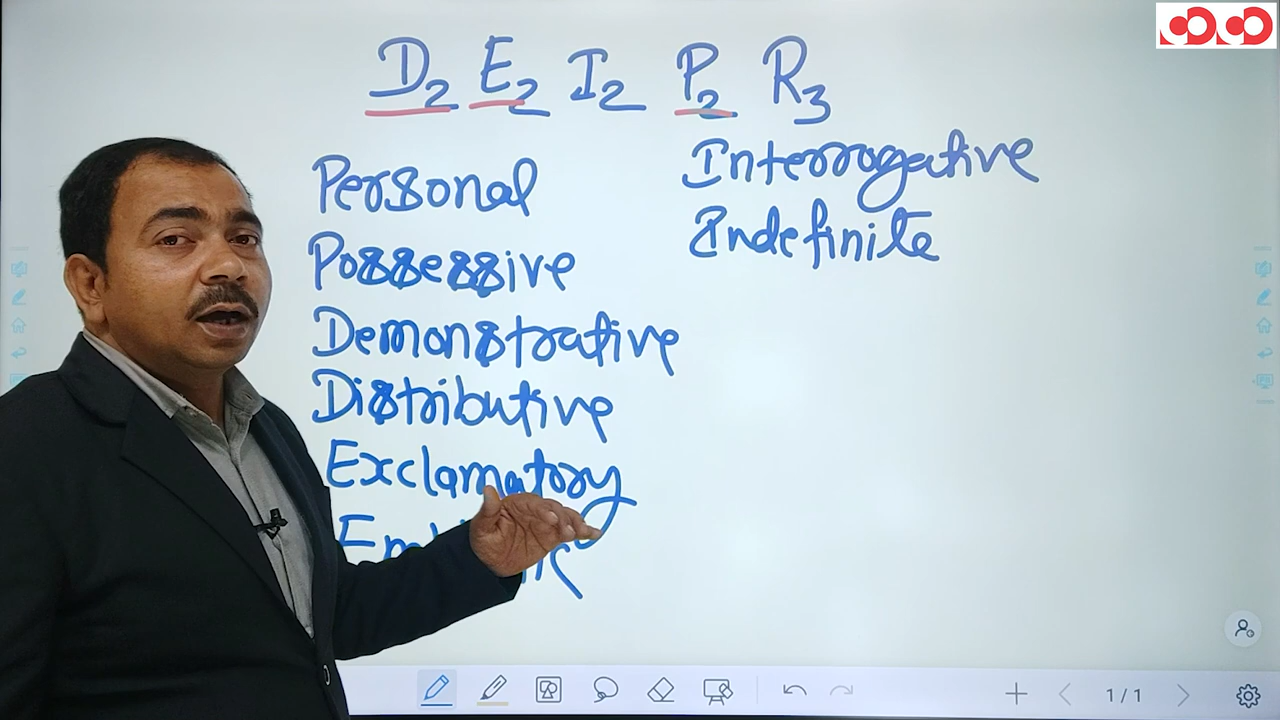 D2 E2 I2 P2 R3
Personal
Possessive
Demonstrative
Distributive
Exclamatory
Interrogative
Indefinite
1/1